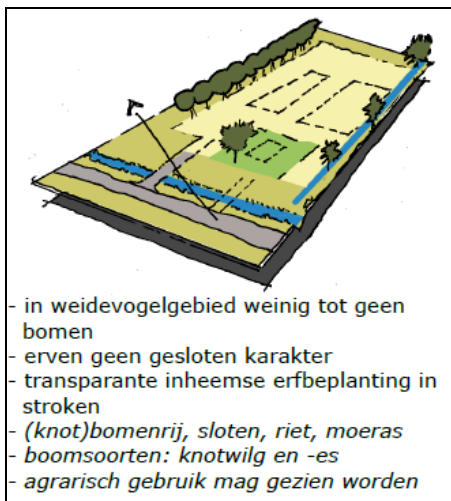 - in weidevogelgebied weinig tot geen
bomen
- erven geen gesloten karakter
- transparante inheemse erfbeplanting in
stroken
- (knot)bomenrij, sloten, riet, moeras
- boomsoorten: knotwilg en -es
- agrarisch gebruik mag gezien worden